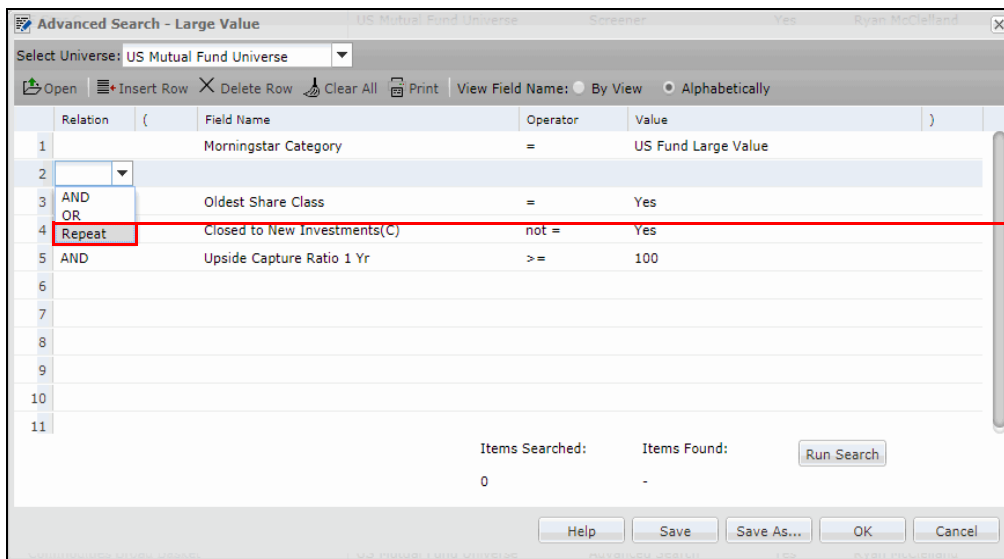 Advanced Search - Large Value US Mutual Fund Universe Screener Yes Ryan McClelland
Select Universe: US Mutual Fund Universe
Open Insert Row Delete Row Clear All Print View Field Name: By View Alphabetically
Relation ( Field Name Operator Value )
1 Morningstar Category = US Fund Large Value
2
AND
3 Oldest Share Class = Yes
OR
4 Repeat Closed to New Investments(C) not = Yes
5 AND Upside Capture Ratio 1 Yr >= 100
6
7
8
9
10
11
Items Searched: Items Found: Run Search
0 -
Help Save Save As... OK Cancel
US Mutual Fund Universe Advanced Search Yes Ryan McClelland